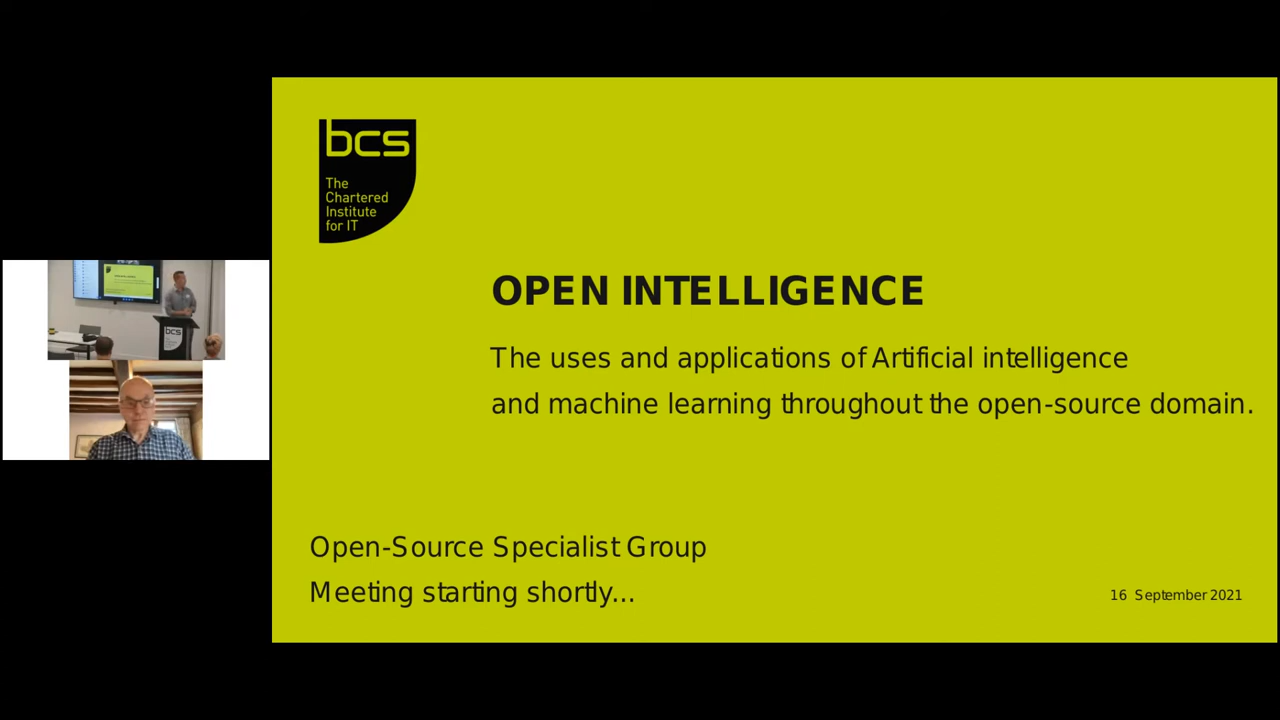 bcs
The
Chartered
Institute
for IT
OPEN INTELLIGENCE
The uses and applications of Artificial intelligence
and machine learning throughout the open-source domain.
Open-Source Specialist Group
Meeting starting shortly...
16 September 2021
bcs